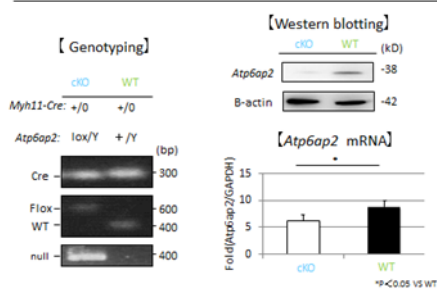 【 Genotyping 】
cKO WT
Myh11-Cre: +/0 +/0
Atp6ap2: lox/Y +/Y
(bp)
Cre 300
Flox 600
WT 400
null 400
【Western blotting】
cKO WT (kD)
Atp6ap2 -38
B-actin -42
【Atp6ap2 mRNA】
*
Fold(Atp6ap2/GAPDH)
20
15
10
5
0
cKO WT
*P<0.05 VS WT